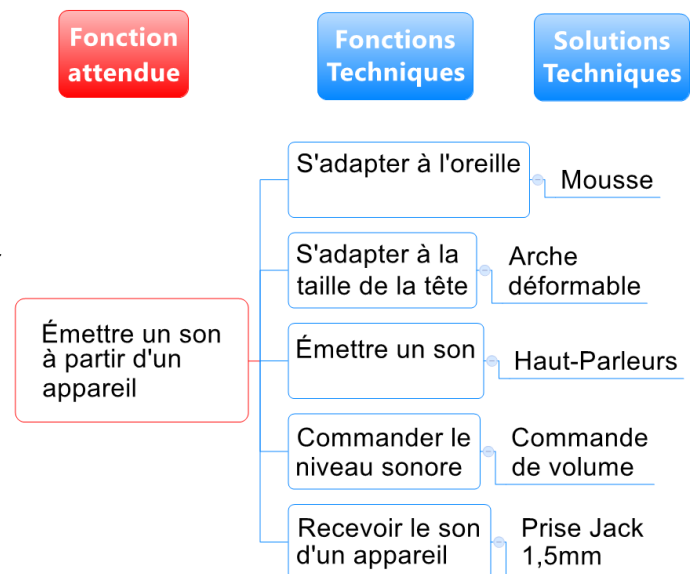 Fonction
attendue
Fonctions
Techniques
Solutions
Techniques
S'adapter à l'oreille
Mousse
S'adapter à la
taille de la tête
Arche
déformable
Émettre un son
à partir d'un
appareil
Émettre un son
Haut-Parleurs
Commander le
niveau sonore
Commande
de volume
Recevoir le son
d'un appareil
Prise Jack
1,5mm